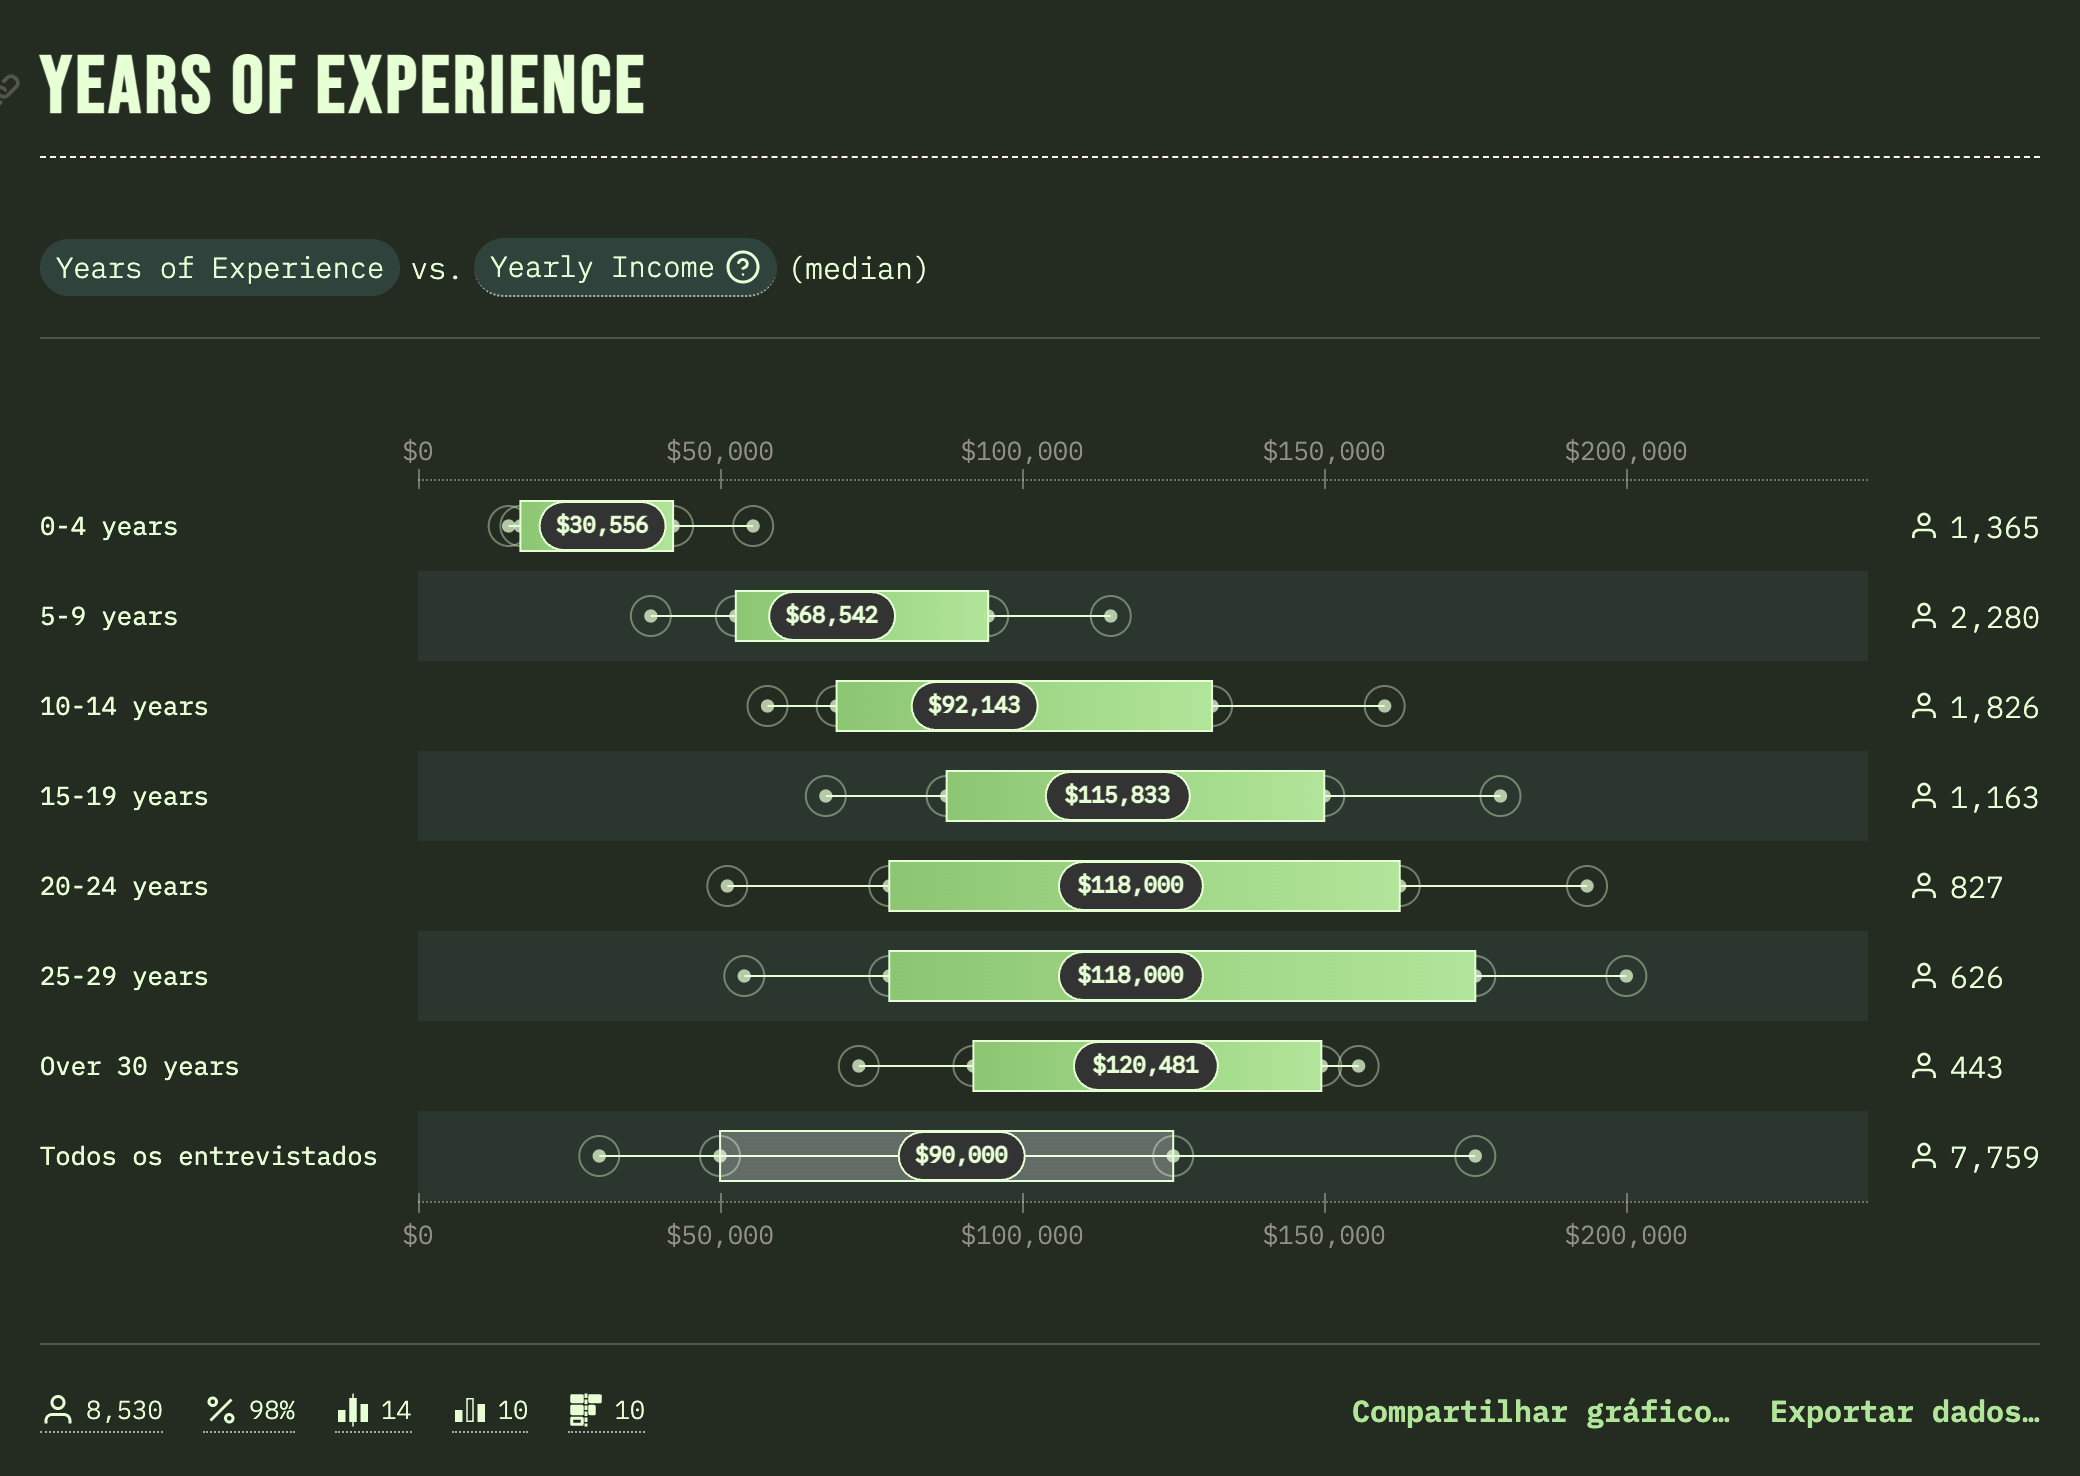 YEARS OF EXPERIENCE
Years of Experience vs. Yearly Income (median)
$0 $50,000 $100,000 $150,000 $200,000
0-4 years $30,556 1,365
5-9 years $68,542 2,280
10-14 years $92,143 1,826
15-19 years $115,833 1,163
20-24 years $118,000 827
25-29 years $118,000 626
Over 30 years $120,481 443
Todos os entrevistados $90,000 7,759
$0 $50,000 $100,000 $150,000 $200,000
8,530 98% 14 10 10 Compartilhar gráfico… Exportar dados…